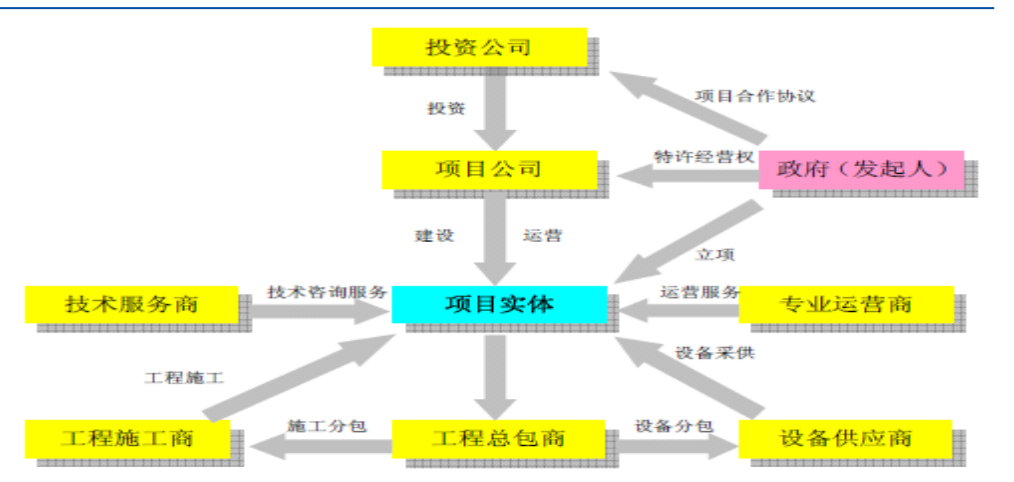 投资公司
项目合作协议
投资
特许经营权
项目公司
政府（发起人）
建设
运营
立项
技术服务商
技术咨询服务
项目实体
运营服务
专业运营商
设备采供
工程施工
工程施工商
施工分包
工程总包商
设备分包
设备供应商